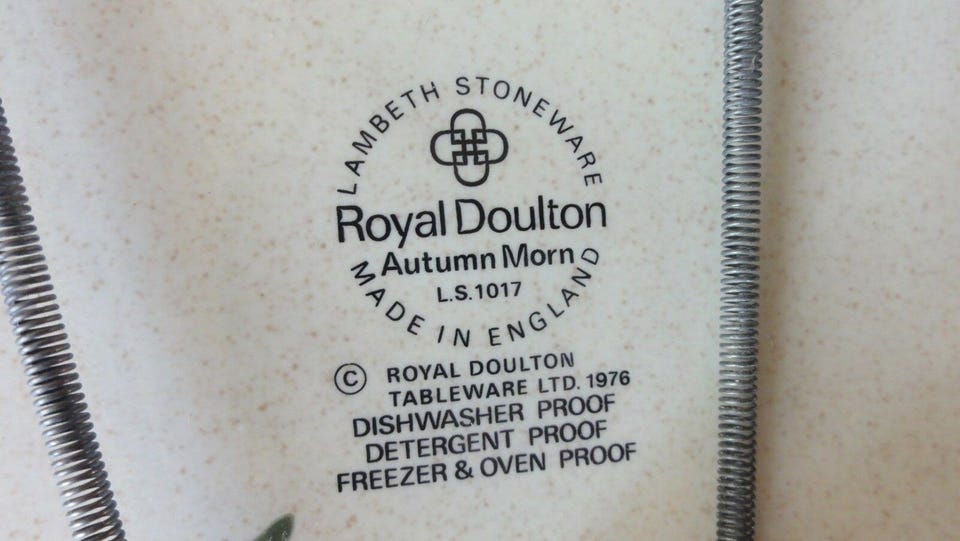 LAMBETH STONEWARE
Royal Doulton
Autumn Morn
L.S.1017
MADE IN ENGLAND
© ROYAL DOULTON
TABLEWARE LTD. 1976
DISHWASHER PROOF
DETERGENT PROOF
FREEZER & OVEN PROOF